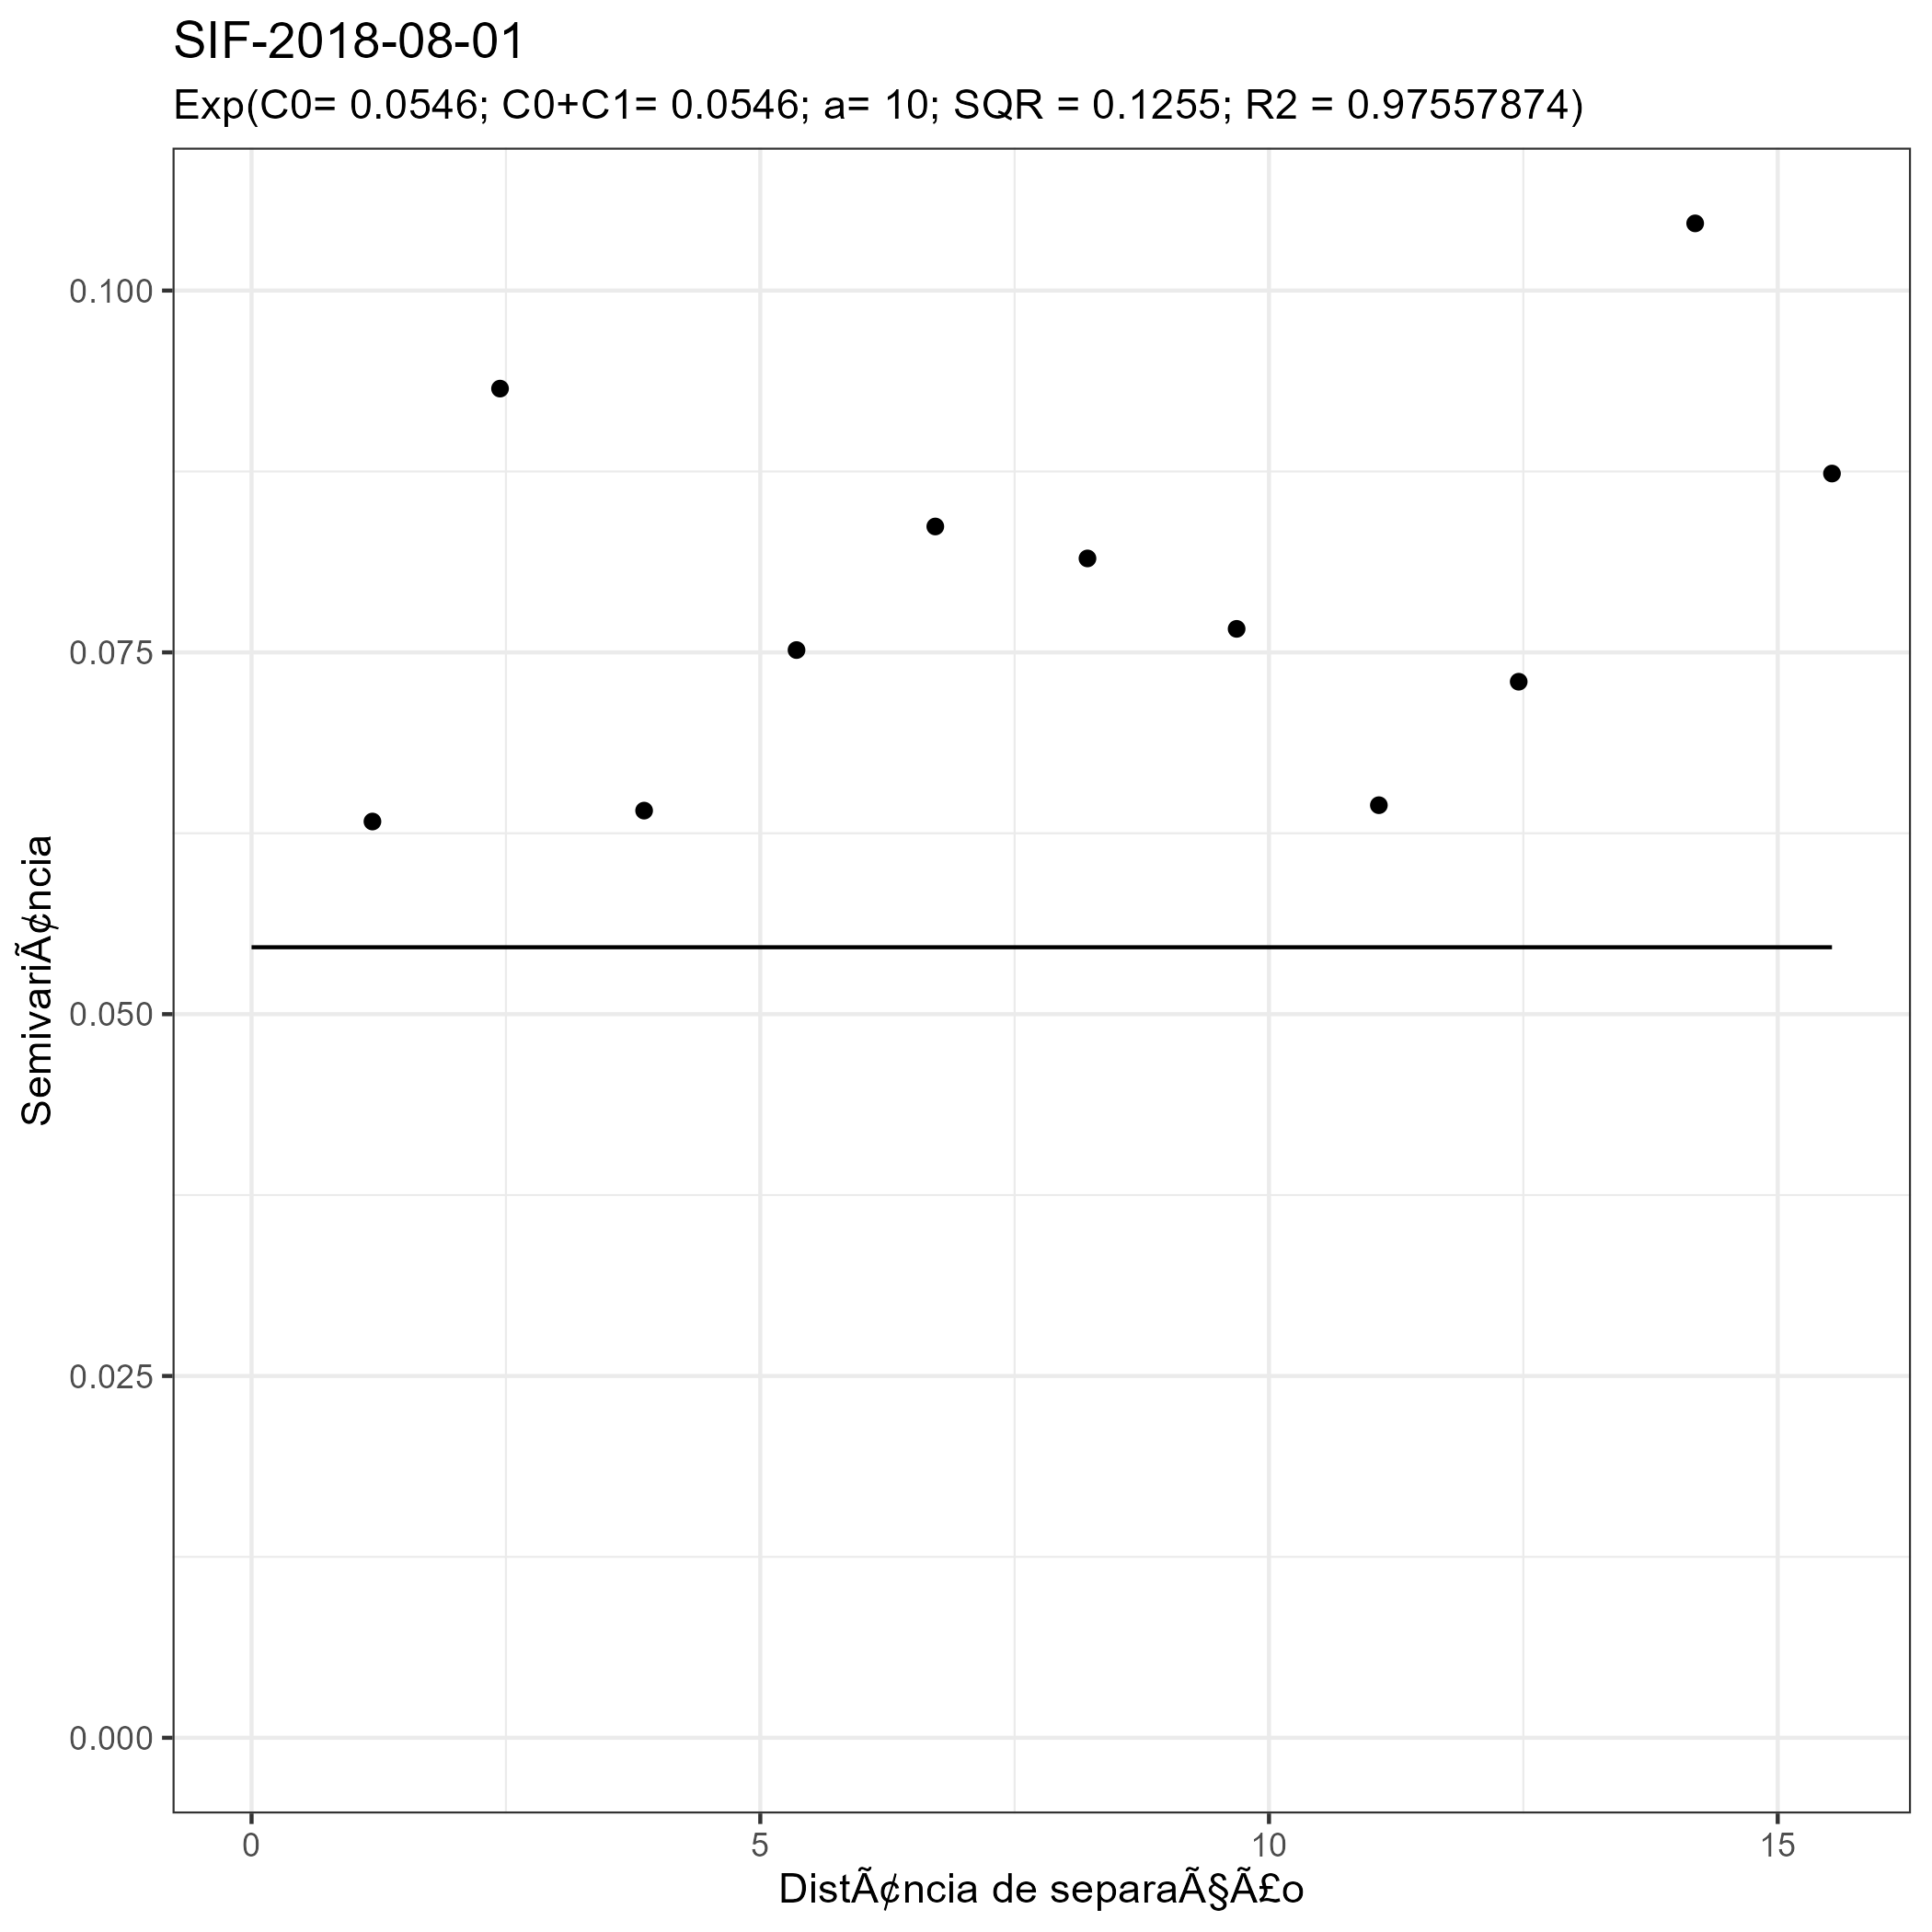 SIF-2018-08-01
Exp(C0= 0.0546; C0+C1= 0.0546; a= 10; SQR = 0.1255; R2 = 0.97557874)
SemivariÃ¢ncia
0.100
0.075
0.050
0.025
0.000
0 5 10 15
DistÃ¢ncia de separaÃ§Ã£o